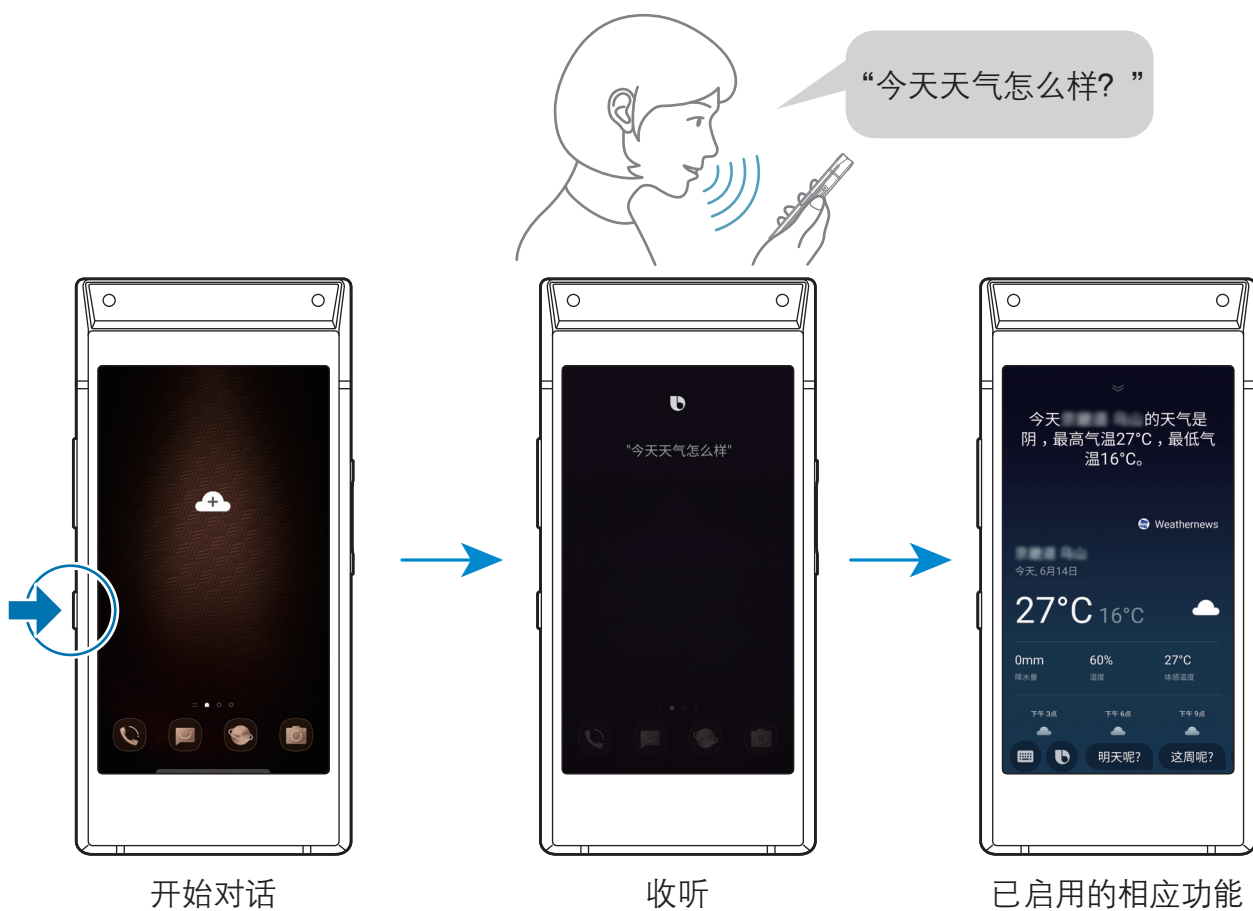 “今天天气怎么样？”
"今天天气怎么样"
今天的天气是
阴，最高气温27°C，最低气
温16°C。
Weathernews
今天, 6月14日
27°C 16°C
0mm 60% 27°C
降水量 湿度 体感温度
下午 3点 下午 6点 下午 9点
明天呢? 这周呢?
开始对话 收听 已启用的相应功能